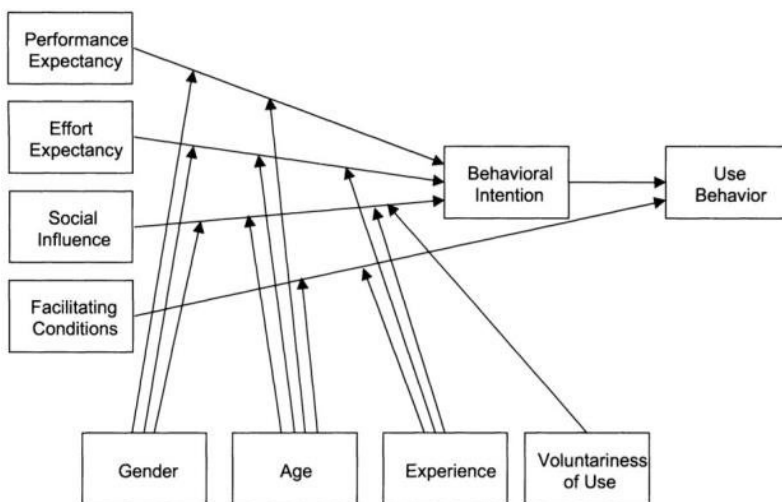 Performance
Expectancy
Effort
Expectancy
Social
Influence
Facilitating
Conditions
Behavioral
Intention
Use
Behavior
Gender
Age
Experience
Voluntariness
of Use